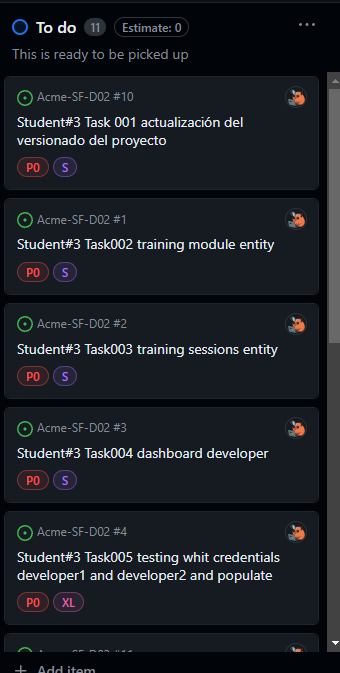 To do 11 Estimate: 0
This is ready to be picked up
Acme-SF-D02 #10
Student#3 Task 001 actualización del
versionado del proyecto
P0 S
Acme-SF-D02 #1
Student#3 Task002 training module entity
P0 S
Acme-SF-D02 #2
Student#3 Task003 training sessions entity
P0 S
Acme-SF-D02 #3
Student#3 Task004 dashboard developer
P0 S
Acme-SF-D02 #4
Student#3 Task005 testing whit credentials
developer1 and developer2 and populate
P0 XL
+ Add item